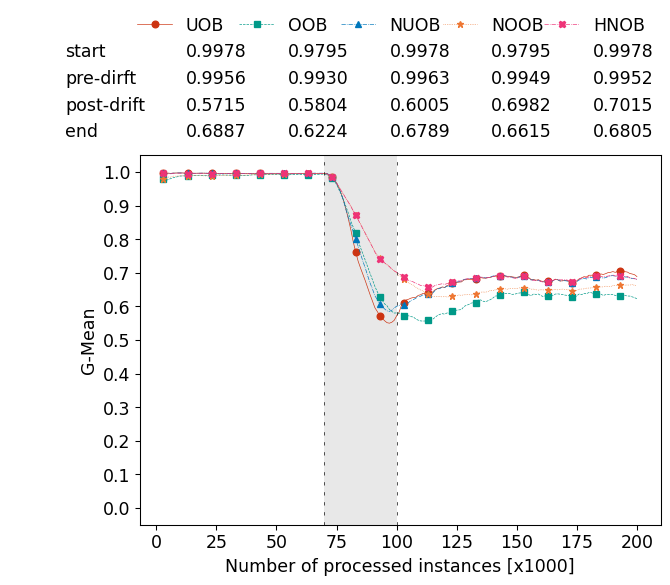 UOB OOB NUOB NOOB HNOB
start 0.9978 0.9795 0.9978 0.9795 0.9978
pre-dirft 0.9956 0.9930 0.9963 0.9949 0.9952
post-drift 0.5715 0.5804 0.6005 0.6982 0.7015
end 0.6887 0.6224 0.6789 0.6615 0.6805
1.0
0.9
0.8
0.7
0.6
0.5
0.4
0.3
0.2
0.1
0.0
G-Mean
0 25 50 75 100 125 150 175 200
Number of processed instances [x1000]